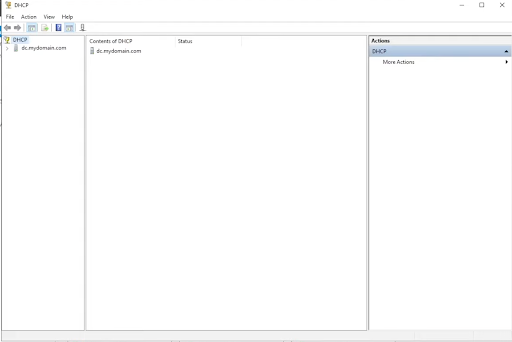 DHCP
File Action View Help
DHCP
dc.mydomain.com
Contents of DHCP Status
dc.mydomain.com
Actions
DHCP
More Actions